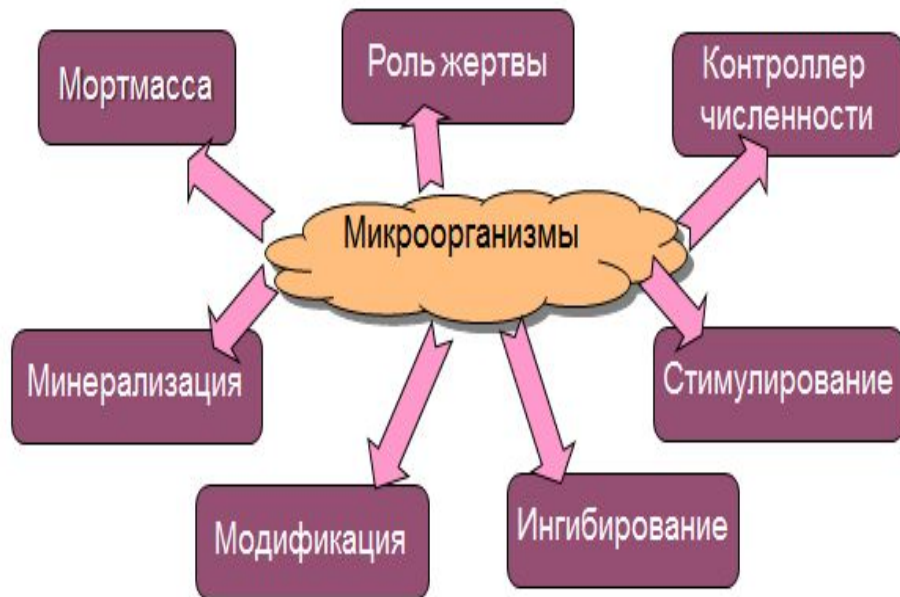 Мортмасса
Роль жертвы
Контроллер
численности
Микроорганизмы
Минерализация
Стимулирование
Модификация
Ингибирование